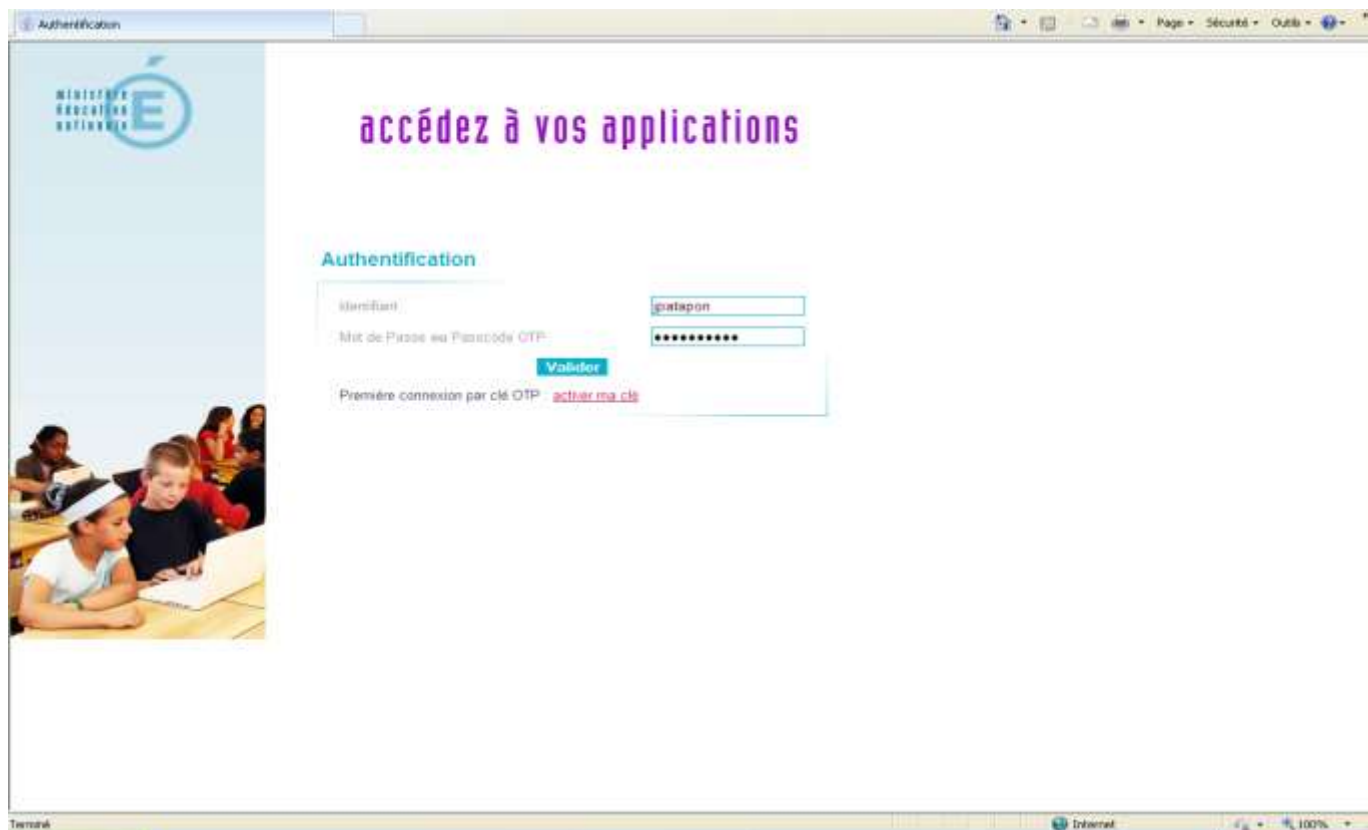 Authentification
Page
Sécurité
Outils
ministère
éducation
nationale
É
accédez à vos applications
Authentification
Identifiant
jpatapon
Mot de Passe ou Passcode OTP
••••••••••
Valider
Première connexion par clé OTP : activer ma clé
Terminé
Internet
100%